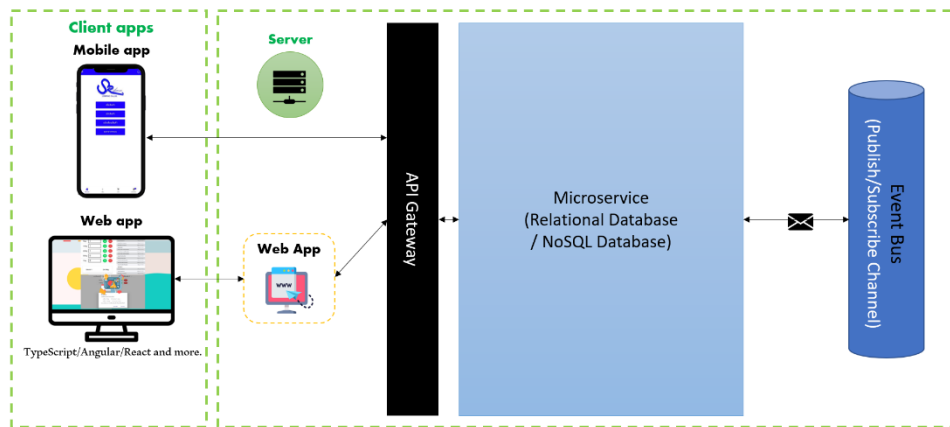 Client apps
Mobile app
Web app
TypeScript/Angular/React and more.
Server
Web App
www
API Gateway
Microservice
(Relational Database
/ NoSQL Database)
Event Bus
(Publish/Subscribe Channel)